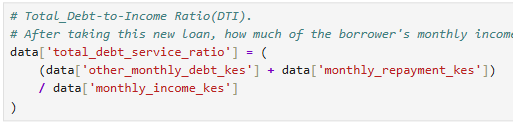 # Total_Debt-to-Income Ratio(DTI).
# After taking this new loan, how much of the borrower's monthly income
data['total_debt_service_ratio'] = (
    (data['other_monthly_debt_kes'] + data['monthly_repayment_kes'])
    / data['monthly_income_kes']
)